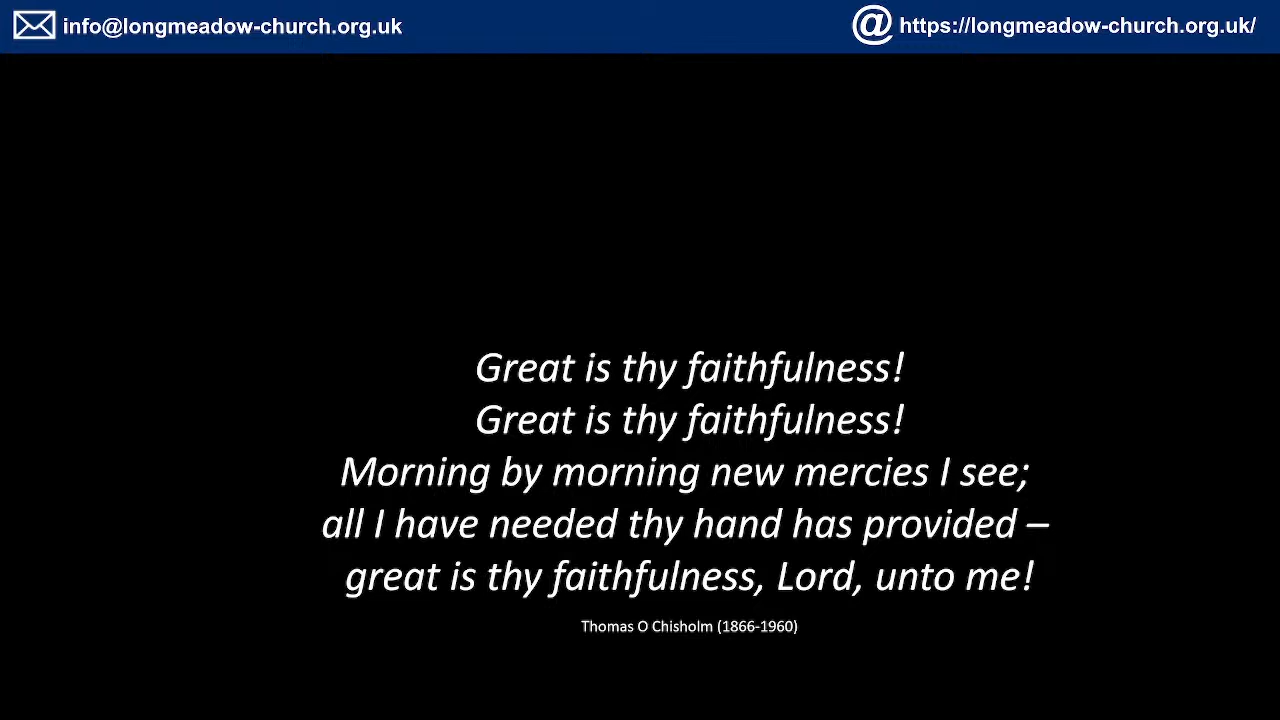 info@longmeadow-church.org.uk
https://longmeadow-church.org.uk/
Great is thy faithfulness!
Great is thy faithfulness!
Morning by morning new mercies I see;
all I have needed thy hand has provided –
great is thy faithfulness, Lord, unto me!
Thomas O Chisholm (1866-1960)